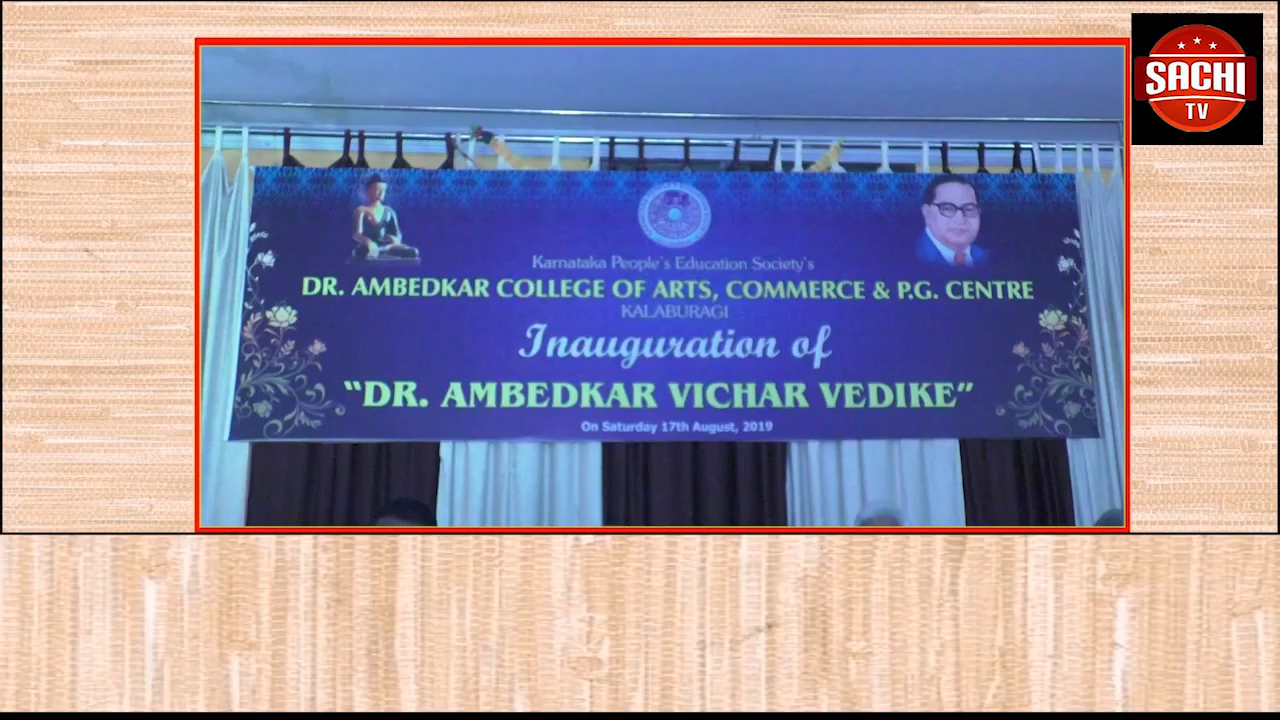 SACHI
TV
Karnataka People`s Education Society`s
DR. AMBEDKAR COLLEGE OF ARTS, COMMERCE & P.G. CENTRE
KALABURAGI
Inauguration of
“DR. AMBEDKAR VICHAR VEDIKE”
On Saturday 17th August, 2019